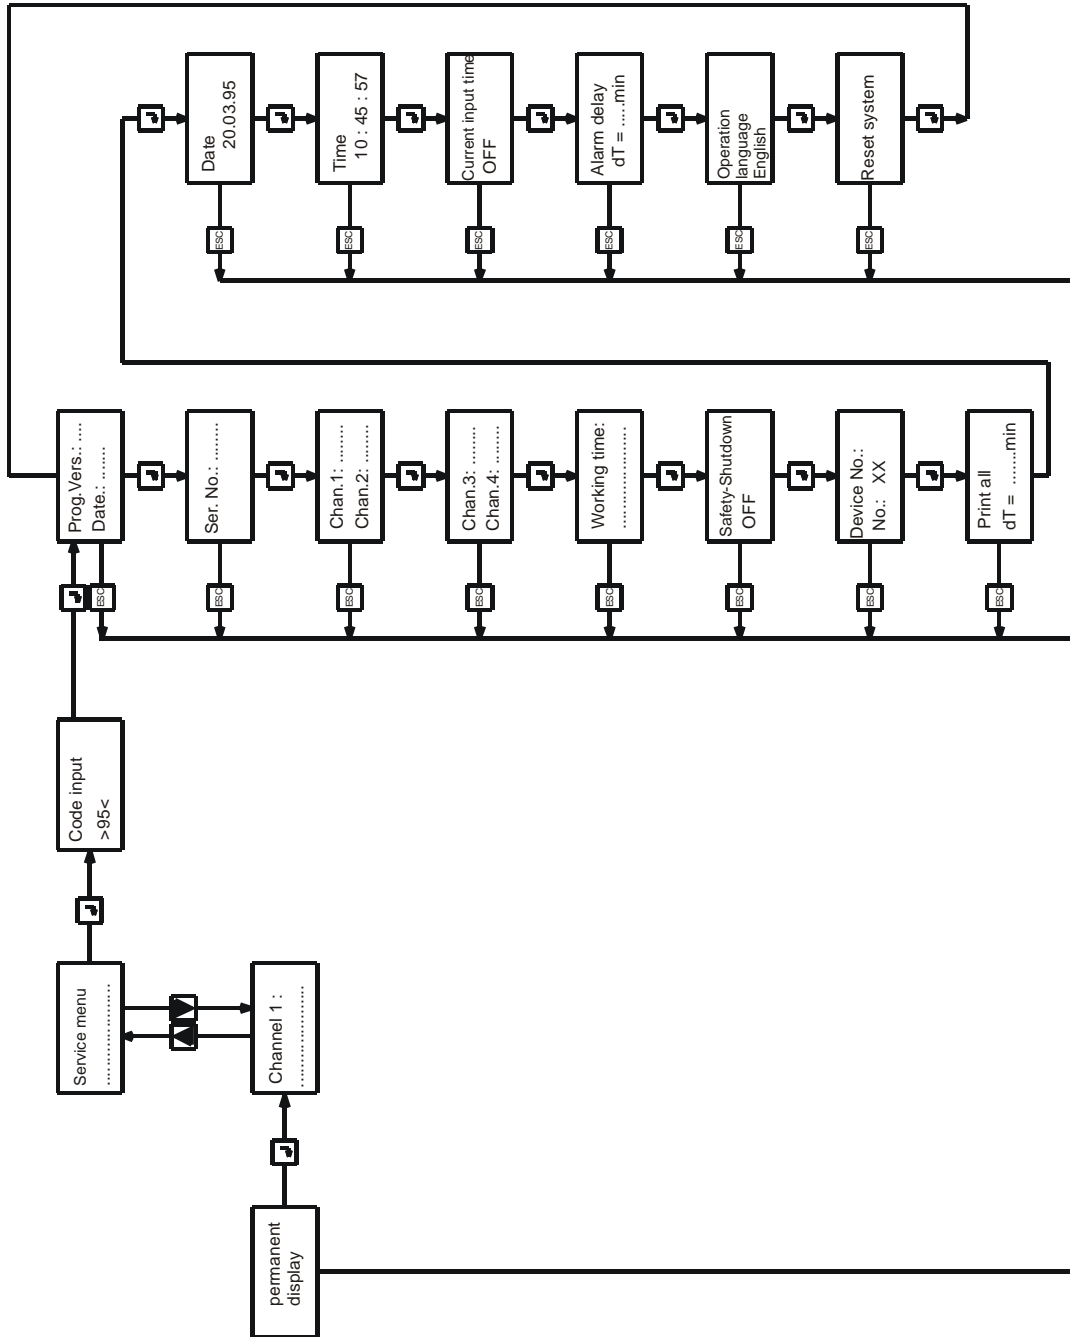 permanent
display
Channel 1 :
......................
Service menu
......................
Code input
>95<
Prog.Vers.: ....
Date.: .......
ESC
Ser. No.: .........
ESC
Chan.1: .........
Chan.2: .........
ESC
Chan.3: .........
Chan.4: .........
ESC
Working time:
........................
ESC
Safety-Shutdown
OFF
ESC
Device No.:
No.: XX
ESC
Print all
dT = .......min
ESC
Date
20.03.95
ESC
Time
10 : 45 : 57
ESC
Current input time
OFF
ESC
Alarm delay
dT = .....min
ESC
Operation
language
English
ESC
Reset system
ESC